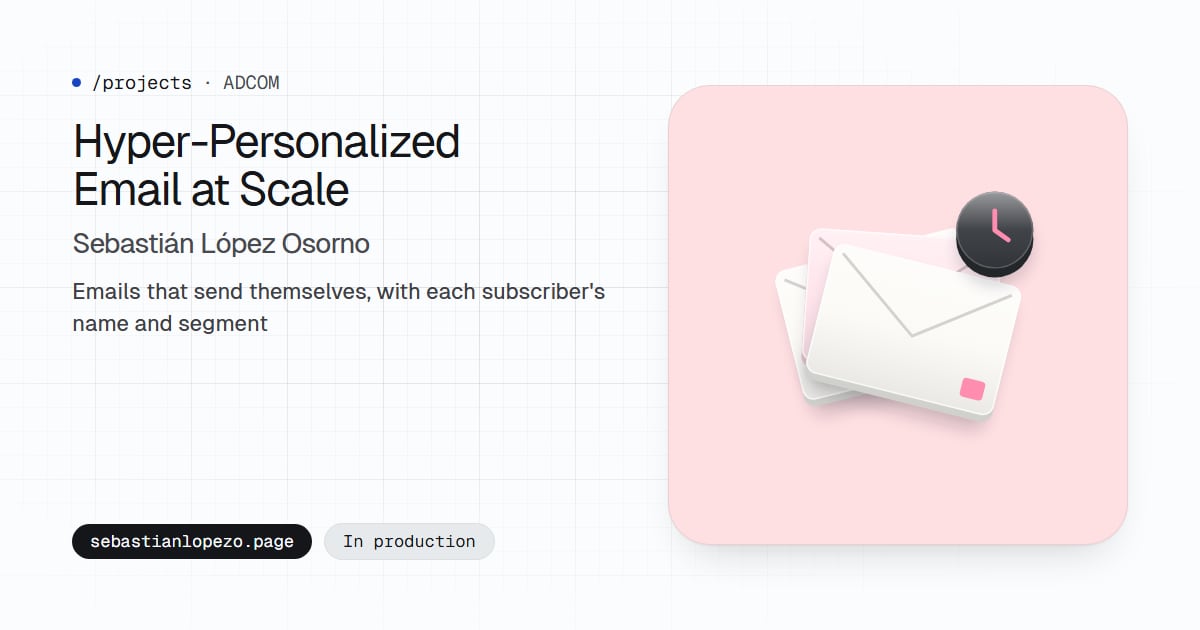 /projects · ADCOM
Hyper-Personalized
Email at Scale
Sebastián López Osorno
Emails that send themselves, with each subscriber's
name and segment
sebastianlopezo.page
In production